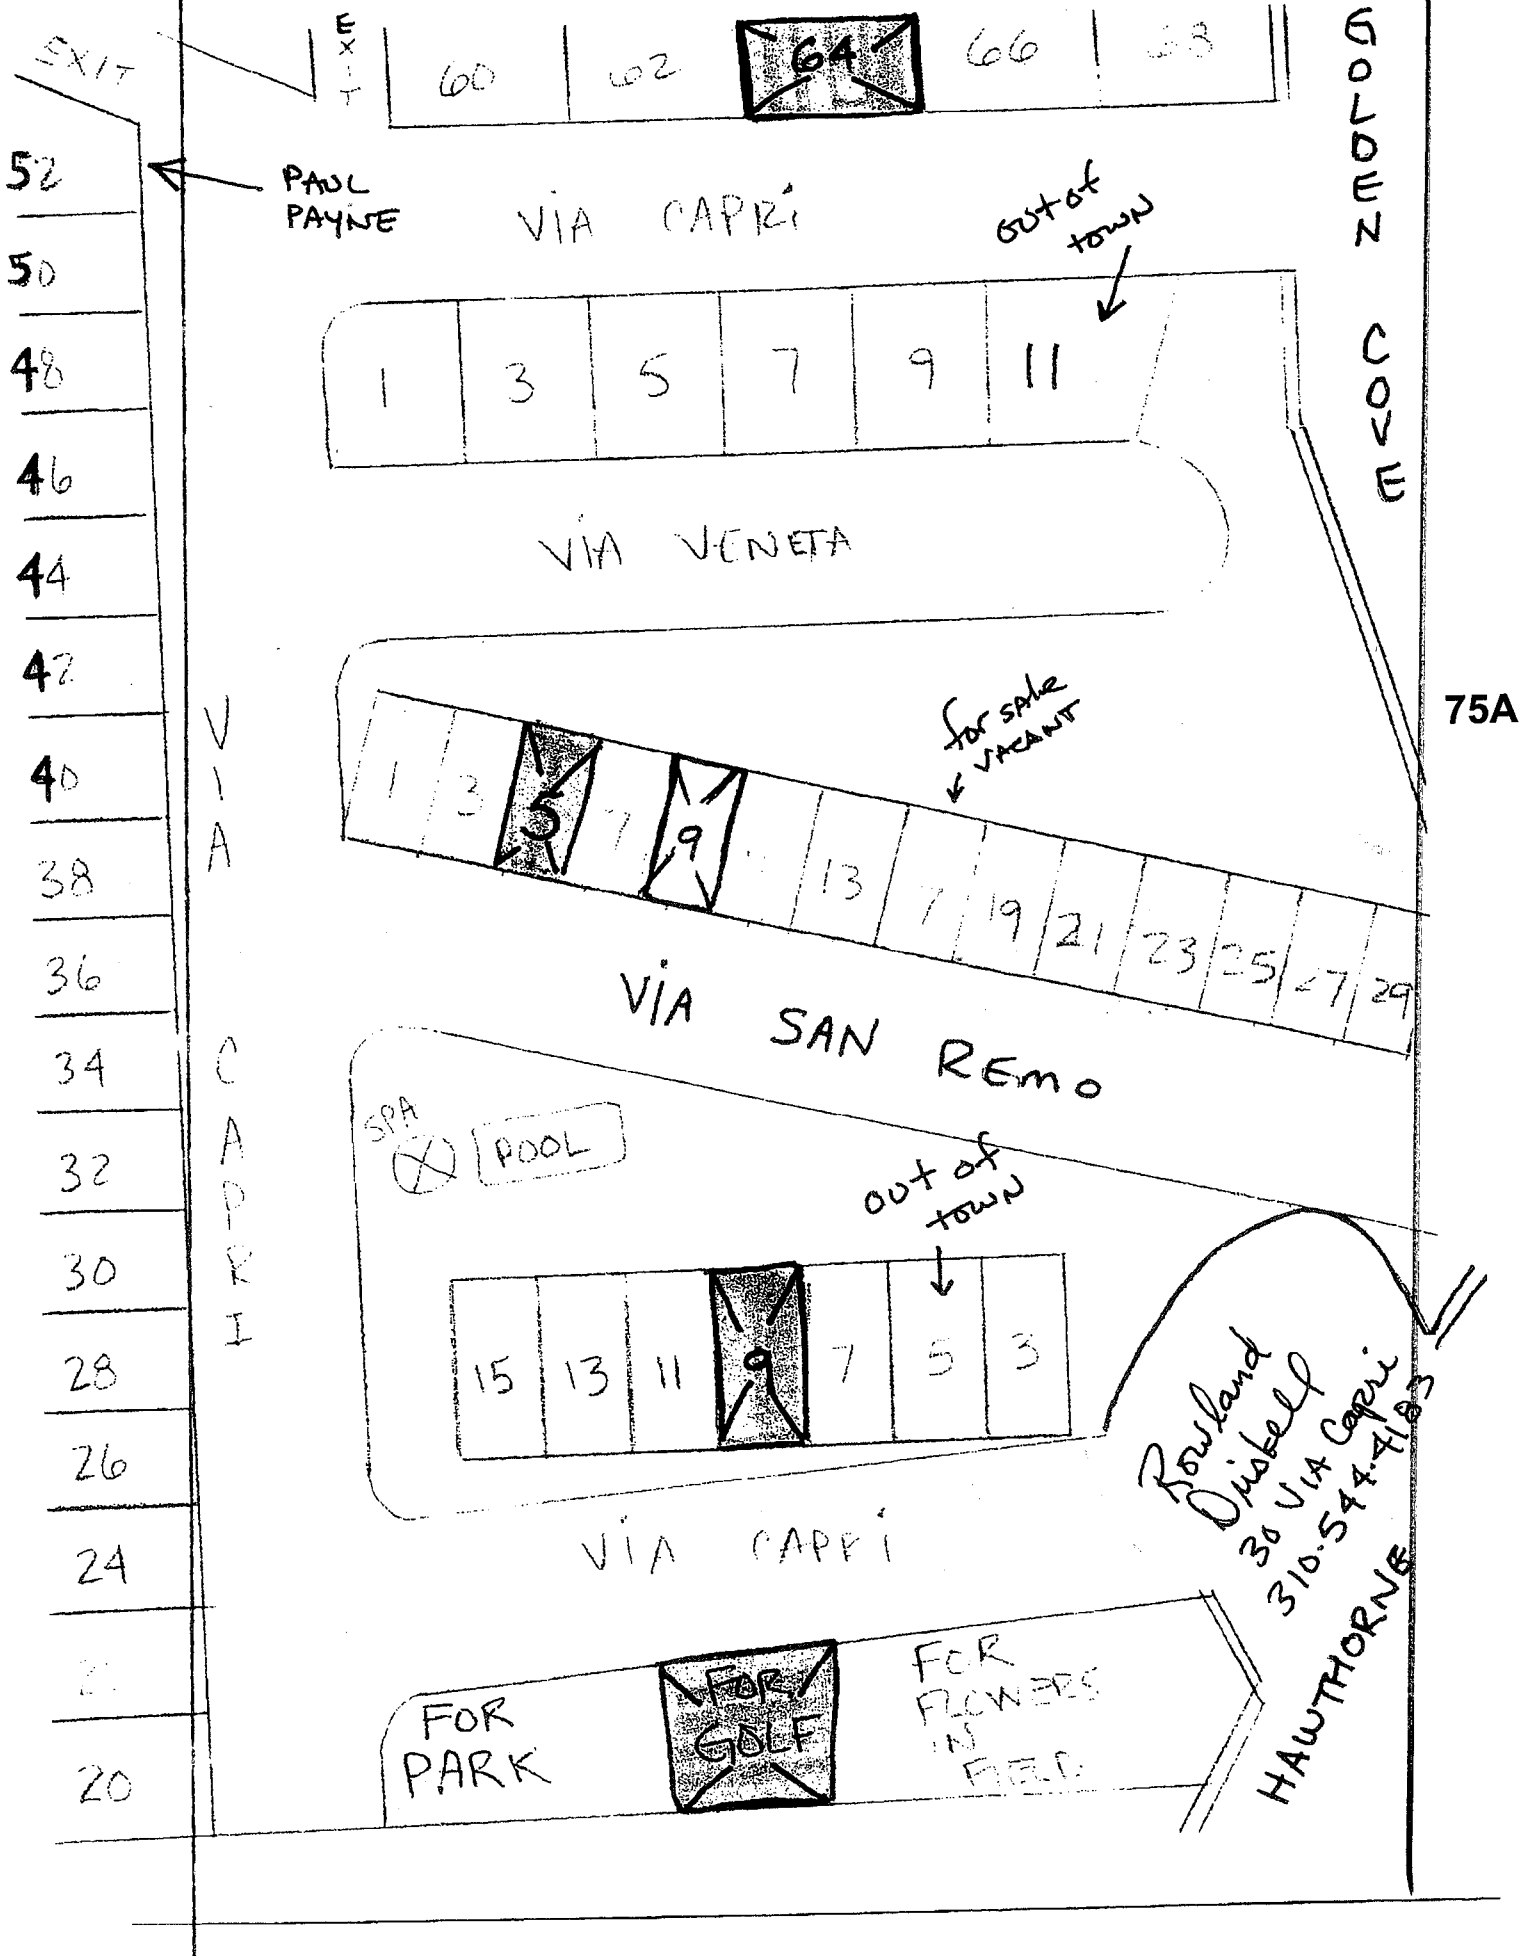 EXIT
EXIT
60 62 64 66 68
GOLDEN COVE
52
PAUL
PAYNE
VIA CAPRI
out of
town
50
48
1 3 5 7 9 11
46
VIA VENETA
44
42
for sale
VACANT
75A
40
1 3 5 7 9 13 7 19 21 23 25 27 29
38
VIA CAPRI
36
VIA SAN REMO
34
SPA
POOL
32
out of
town
30
15 13 11 9 7 5 3
28
26
Rowland
Driskell
30 VIA Capri
310.544.4183
VIA CAPRI
24
HAWTHORNE
FOR
PARK
FOR
GOLF
FOR
FLOWERS
IN
FIELD
20